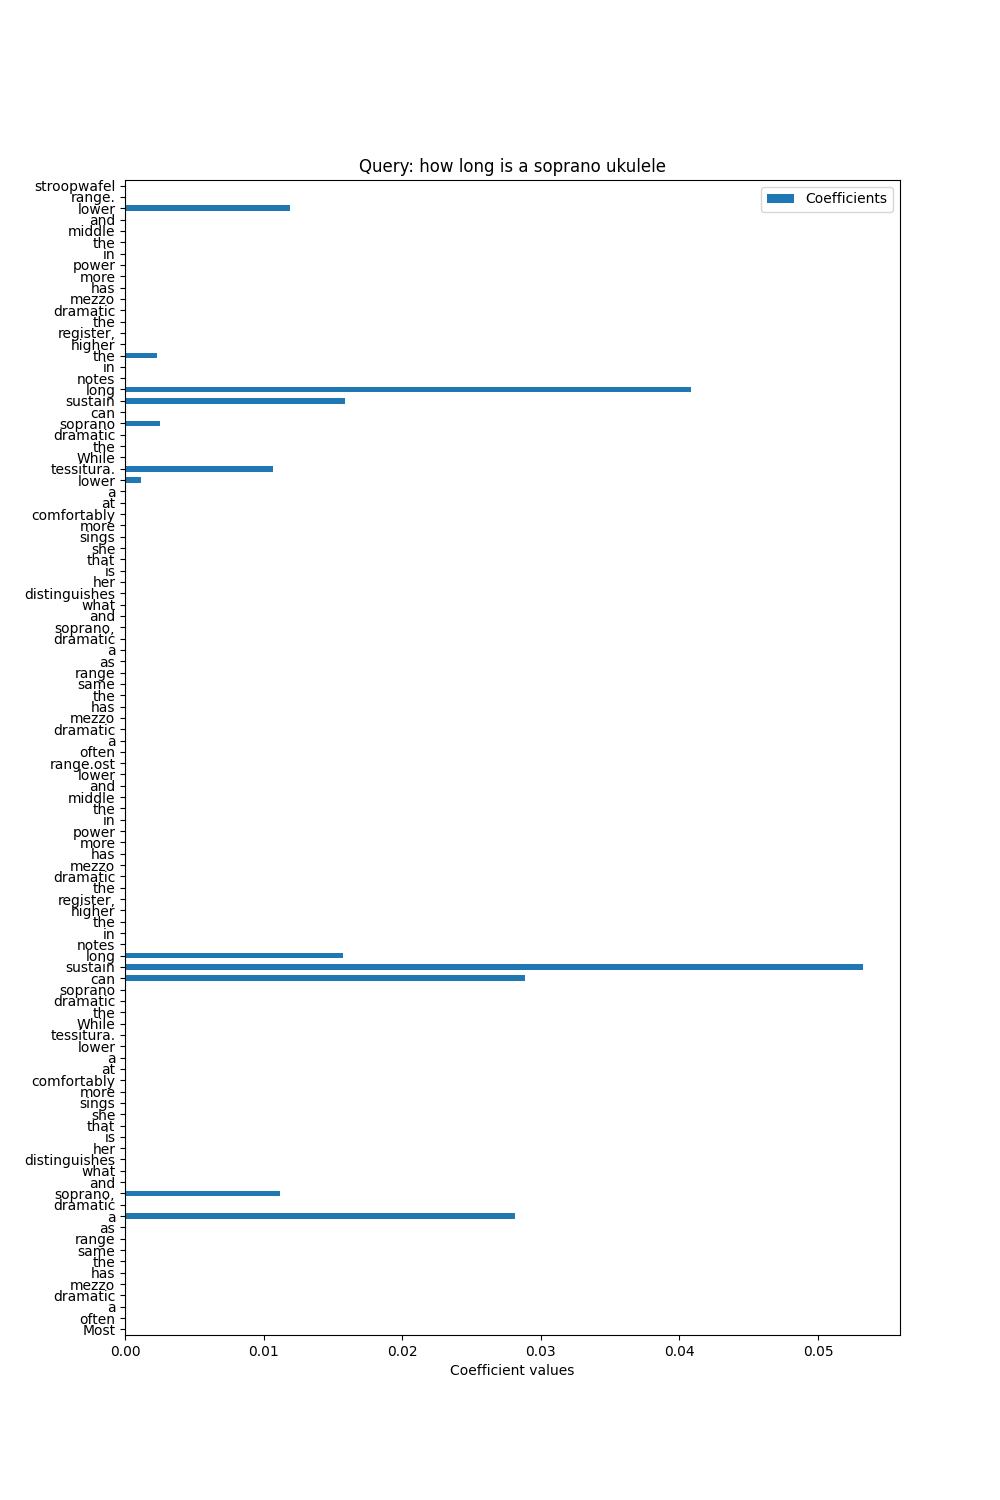 Query: how long is a soprano ukulele
Coefficients
stroopwafel
range.
lower
and
middle
the
in
power
more
has
mezzo
dramatic
the
register,
higher
the
in
notes
long
sustain
can
soprano
dramatic
the
While
tessitura.
lower
a
at
comfortably
more
sings
she
that
is
her
distinguishes
what
and
soprano,
dramatic
a
as
range
same
the
has
mezzo
dramatic
a
often
range.ost
lower
and
middle
the
in
power
more
has
mezzo
dramatic
the
register,
higher
the
in
notes
long
sustain
can
soprano
dramatic
the
While
tessitura.
lower
a
at
comfortably
more
sings
she
that
is
her
distinguishes
what
and
soprano,
dramatic
a
as
range
same
the
has
mezzo
dramatic
a
often
Most
0.00 0.01 0.02 0.03 0.04 0.05
Coefficient values